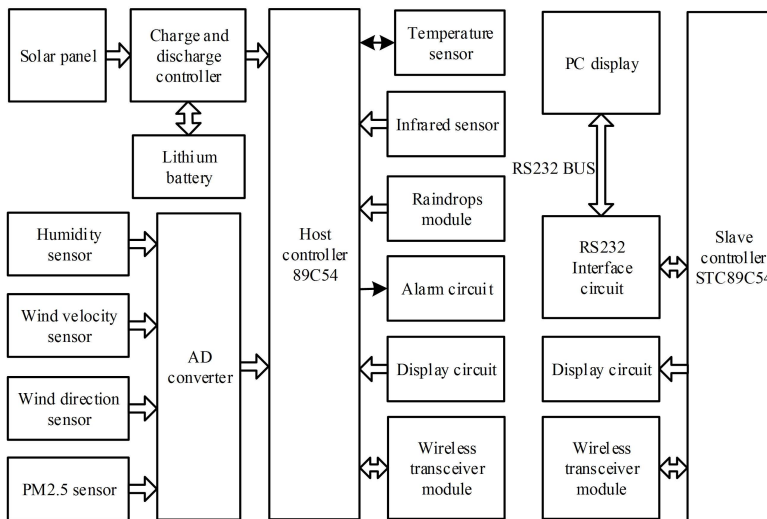 Solar panel
Charge and
discharge
controller
Lithium
battery
Humidity
sensor
Wind velocity
sensor
Wind direction
sensor
PM2.5 sensor
AD
converter
Host
controller
89C54
Temperature
sensor
Infrared sensor
Raindrops
module
Alarm circuit
Display circuit
Wireless
transceiver
module
PC display
RS232 BUS
RS232
Interface
circuit
Display circuit
Wireless
transceiver
module
Slave
controller
STC89C54